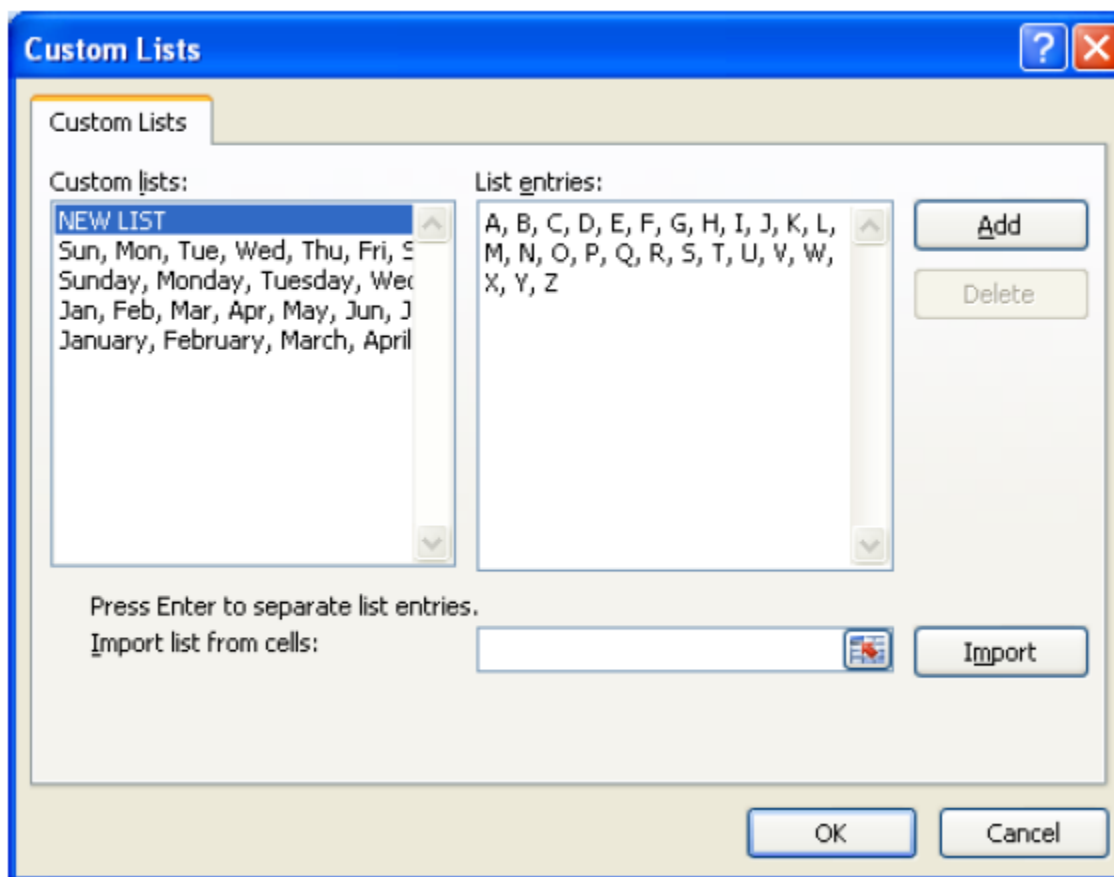 Custom Lists
Custom Lists
Custom lists:
NEW LIST
Sun, Mon, Tue, Wed, Thu, Fri, S
Sunday, Monday, Tuesday, Wed
Jan, Feb, Mar, Apr, May, Jun, J
January, February, March, April
List entries:
A, B, C, D, E, F, G, H, I, J, K, L,
M, N, O, P, Q, R, S, T, U, V, W,
X, Y, Z
Add
Delete
Press Enter to separate list entries.
Import list from cells:
Import
OK
Cancel